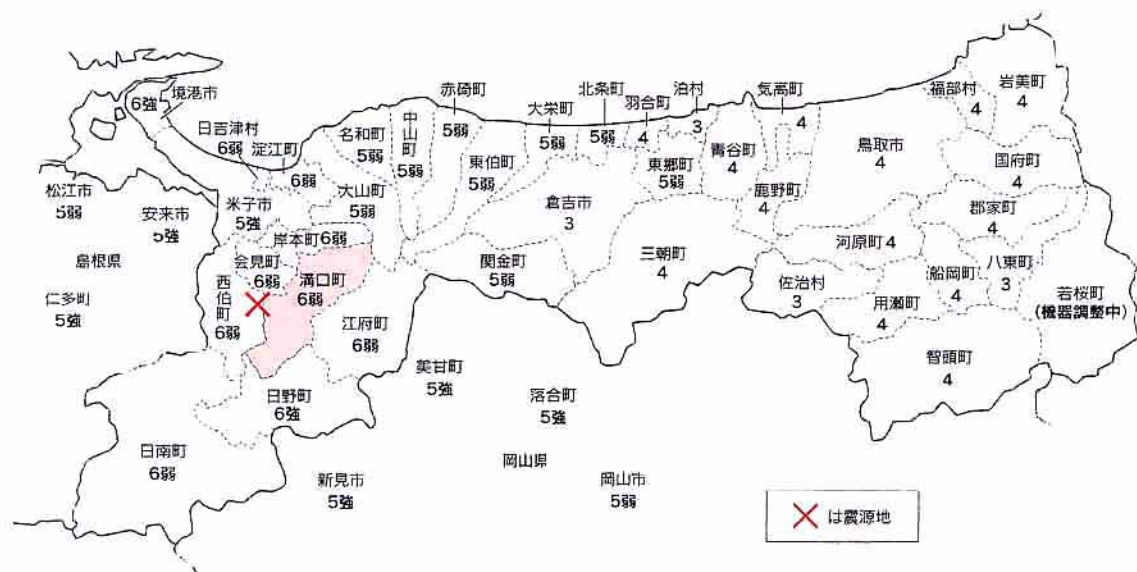 境港市
6強
日吉津村
6弱
淀江町
6弱
名和町
5弱
中山町
5弱
赤碕町
5弱
東伯町
5弱
大栄町
5弱
北条町
5弱
羽合町
4
泊村
3
東郷町
5弱
気高町
4
青谷町
4
鹿野町
4
鳥取市
4
福部村
4
岩美町
4
国府町
4
郡家町
4
松江市
5弱
安来市
5強
米子市
5強
大山町
5弱
倉吉市
3
島根県
岸本町6弱
会見町
6弱
溝口町
6弱
関金町
5弱
三朝町
4
河原町 4
船岡町
4
八東町
3
佐治村
3
用瀬町
4
若桜町
(機器調整中)
仁多町
5強
西伯町
6弱
江府町
6弱
智頭町
4
美甘町
5強
落合町
5強
日野町
6強
日南町
6弱
新見市
5強
岡山県
岡山市
5弱
は震源地